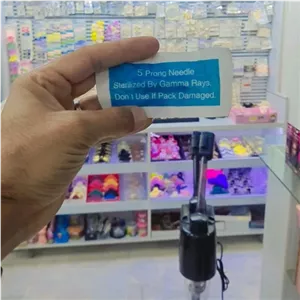 5 Prong Needle
Sterilized By Gamma Rays.
Don't Use If Pack Damaged.